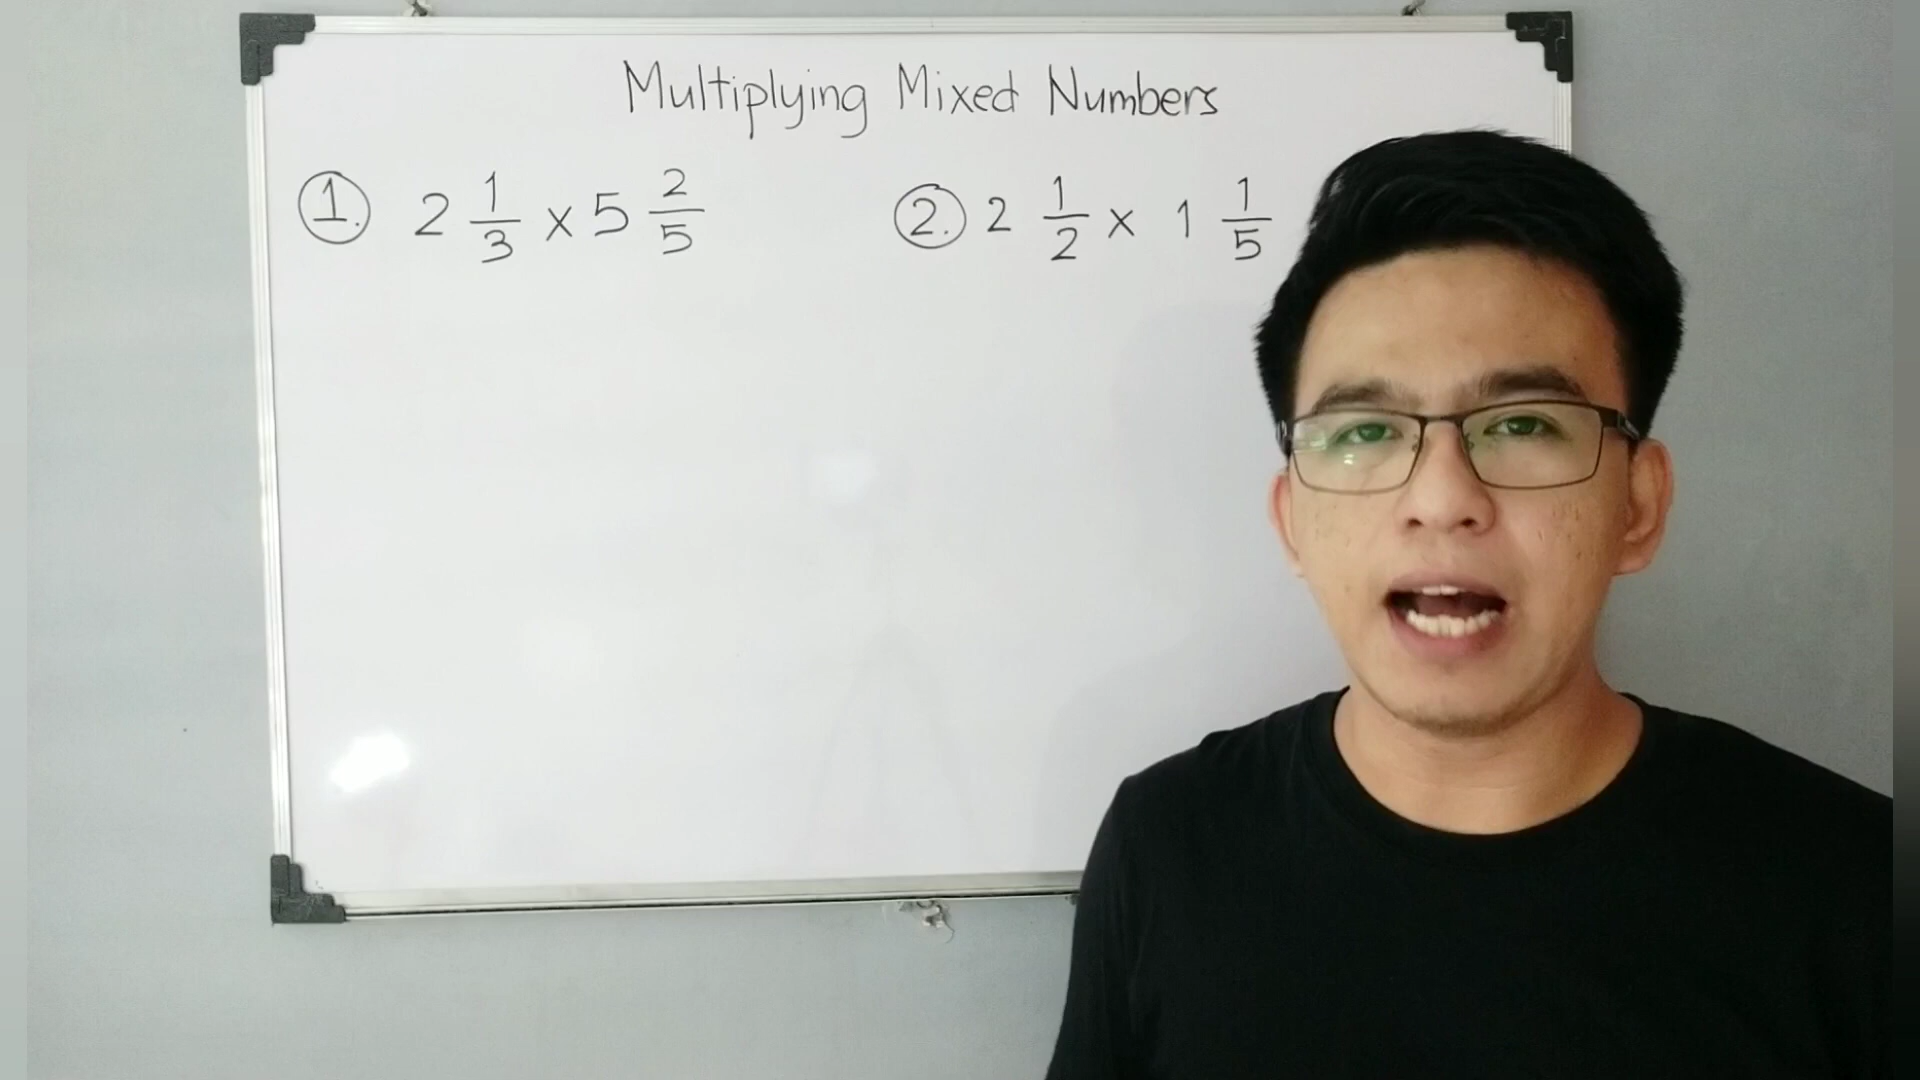 Multiplying Mixed Numbers
1. 2 1/3 x 5 2/5
2. 2 1/2 x 1 1/5